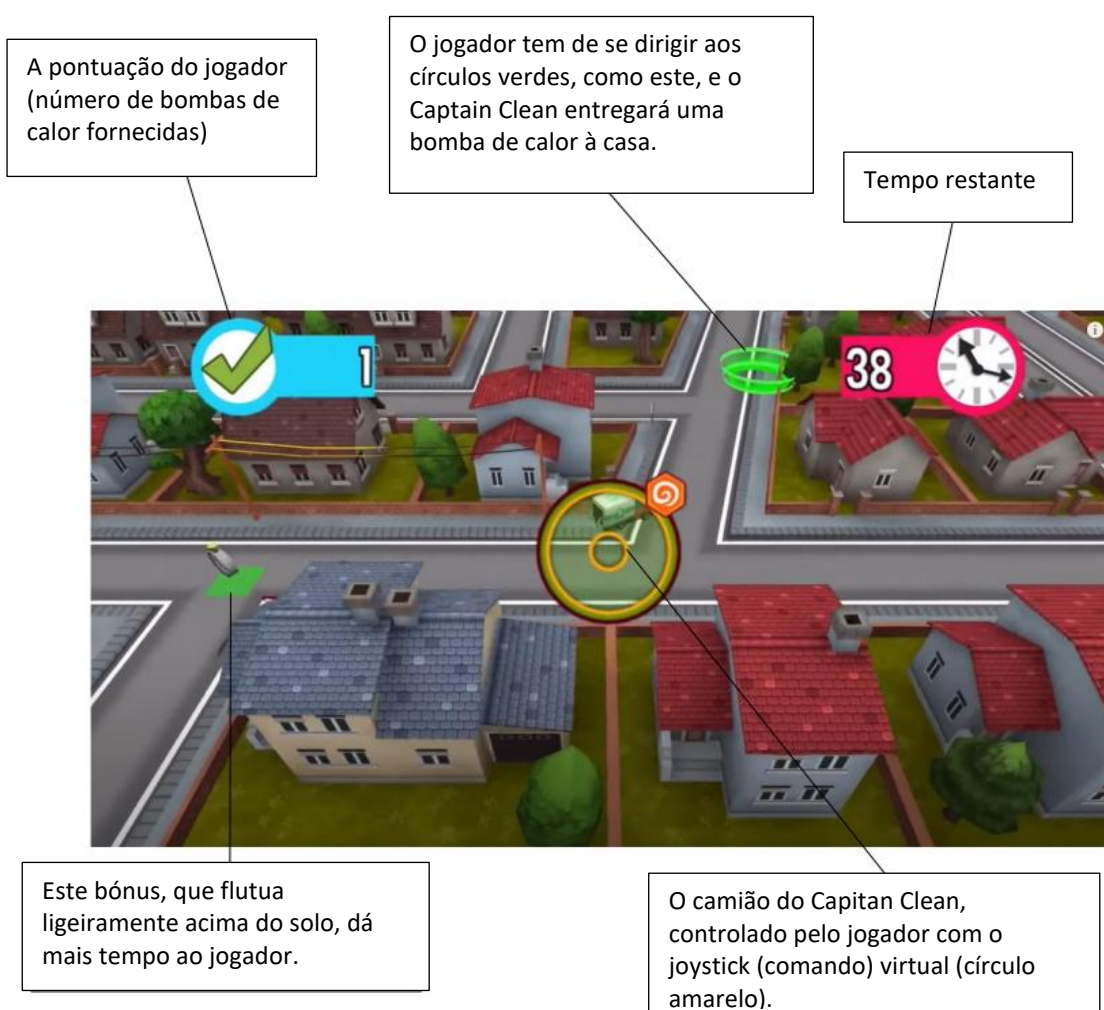 A pontuação do jogador
(número de bombas de
calor fornecidas)
O jogador tem de se dirigir aos
círculos verdes, como este, e o
Captain Clean entregará uma
bomba de calor à casa.
Tempo restante
1
38
i
Este bónus, que flutua
ligeiramente acima do solo, dá
mais tempo ao jogador.
O camião do Capitan Clean,
controlado pelo jogador com o
joystick (comando) virtual (círculo
amarelo).